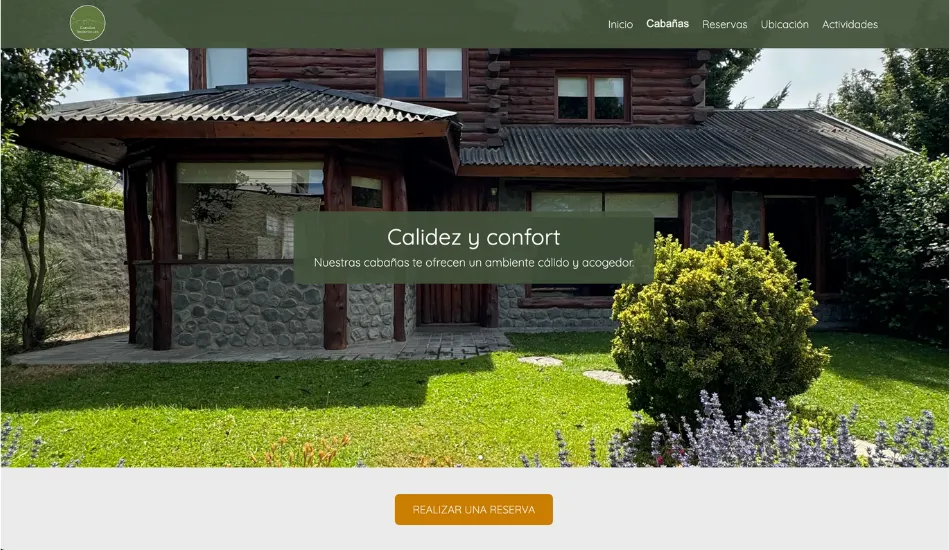 Inicio Cabañas Reservas Ubicación Actividades
Calidez y confort
Nuestras cabañas te ofrecen un ambiente cálido y acogedor.
REALIZAR UNA RESERVA